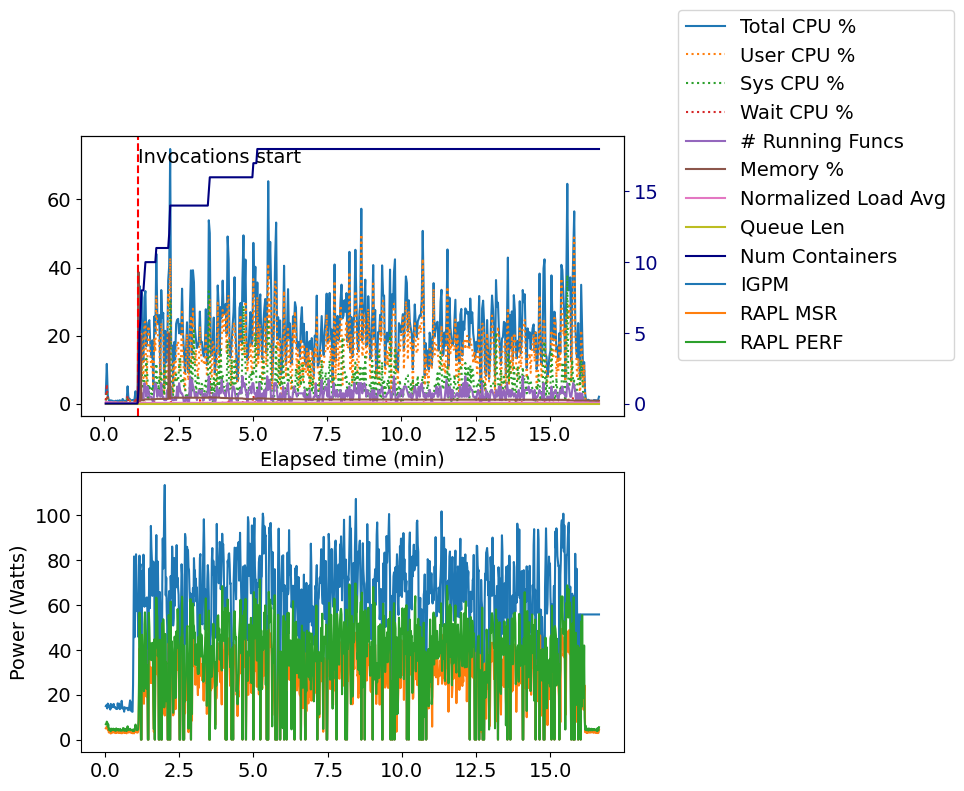 Total CPU %
User CPU %
Sys CPU %
Wait CPU %
# Running Funcs
Memory %
Normalized Load Avg
Queue Len
Num Containers
IGPM
RAPL MSR
RAPL PERF
Invocations start
60
40
20
0
15
10
5
0
0.0 2.5 5.0 7.5 10.0 12.5 15.0
Elapsed time (min)
Power (Watts)
100
80
60
40
20
0
0.0 2.5 5.0 7.5 10.0 12.5 15.0